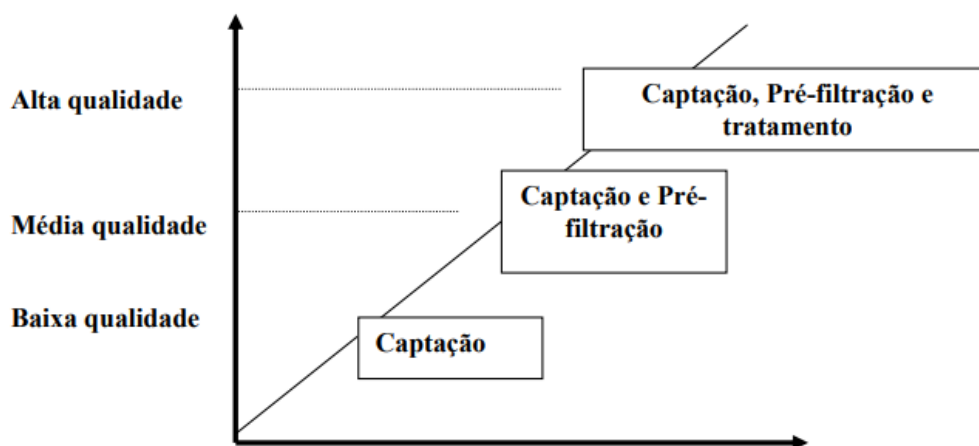 Alta qualidade
Captação, Pré-filtração e
tratamento
Média qualidade
Captação e Pré-
filtração
Baixa qualidade
Captação